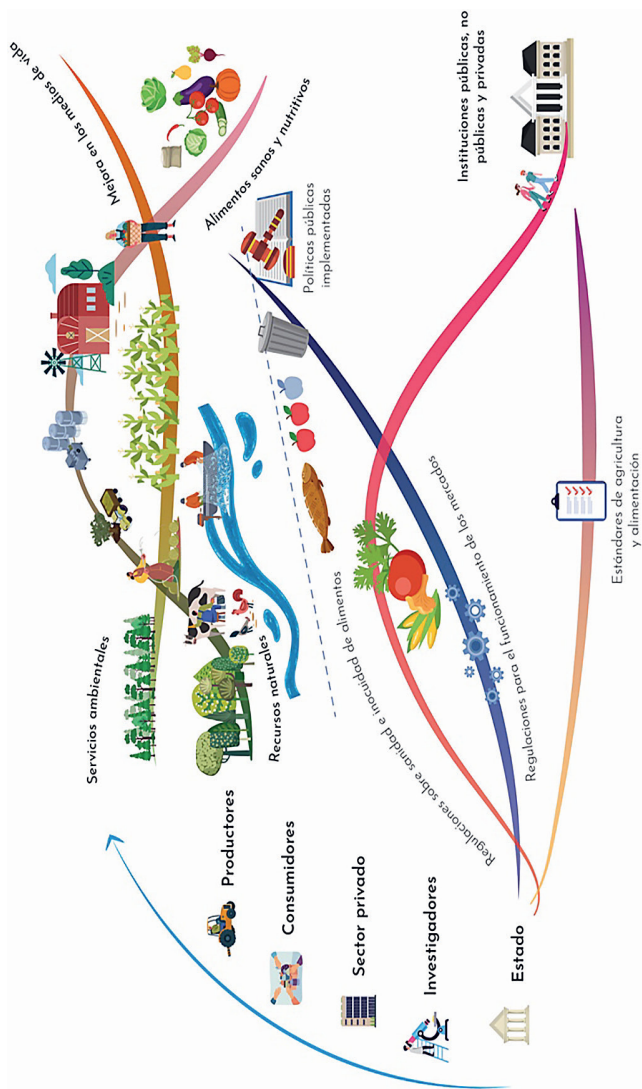 Servicios ambientales
Mejora en los medios de vida
Recursos naturales
Alimentos sanos y nutritivos
Políticas públicas
implementadas
Productores
Consumidores
Sector privado
Investigadores
Estado
Regulaciones sobre sanidad e inocuidad de alimentos
Regulaciones para el funcionamiento de los mercados
Instituciones públicas, no
públicas y privadas
Estándares de agricultura
y alimentación